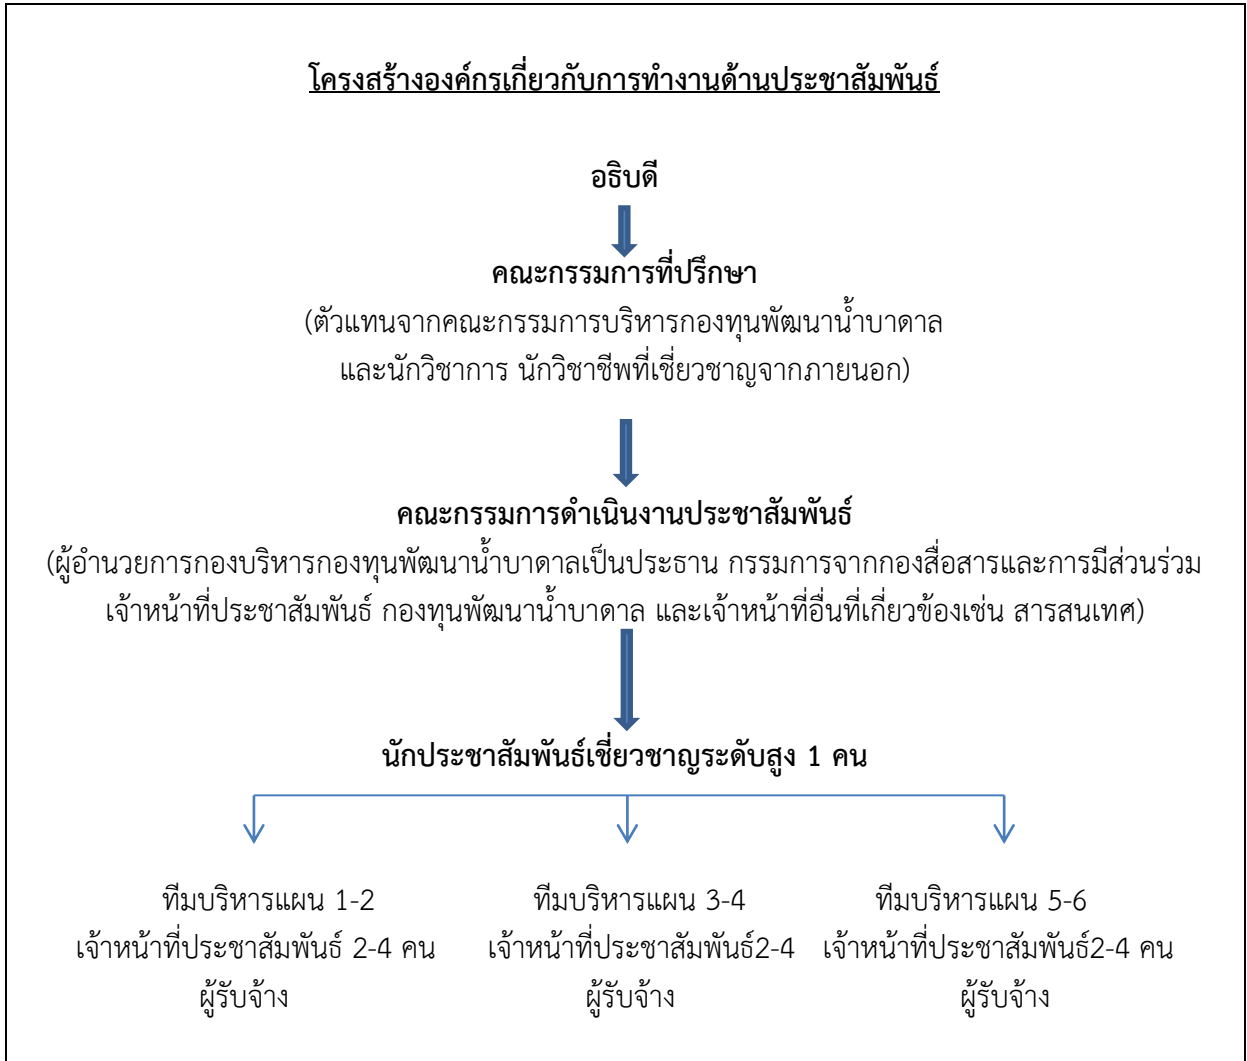 โครงสร้างองค์กรเกี่ยวกับการทำงานด้านประชาสัมพันธ์
อธิบดี
คณะกรรมการที่ปรึกษา
(ตัวแทนจากคณะกรรมการบริหารกองทุนพัฒนาน้ำบาดาล
และนักวิชาการ นักวิชาชีพที่เชี่ยวชาญจากภายนอก)
คณะกรรมการดำเนินงานประชาสัมพันธ์
(ผู้อำนวยการกองบริหารกองทุนพัฒนาน้ำบาดาลเป็นประธาน กรรมการจากกองสื่อสารและการมีส่วนร่วม
เจ้าหน้าที่ประชาสัมพันธ์ กองทุนพัฒนาน้ำบาดาล และเจ้าหน้าที่อื่นที่เกี่ยวข้องเช่น สารสนเทศ)
นักประชาสัมพันธ์เชี่ยวชาญระดับสูง 1 คน
ทีมบริหารแผน 1-2
เจ้าหน้าที่ประชาสัมพันธ์ 2-4 คน
ผู้รับจ้าง
ทีมบริหารแผน 3-4
เจ้าหน้าที่ประชาสัมพันธ์2-4
ผู้รับจ้าง
ทีมบริหารแผน 5-6
เจ้าหน้าที่ประชาสัมพันธ์2-4 คน
ผู้รับจ้าง